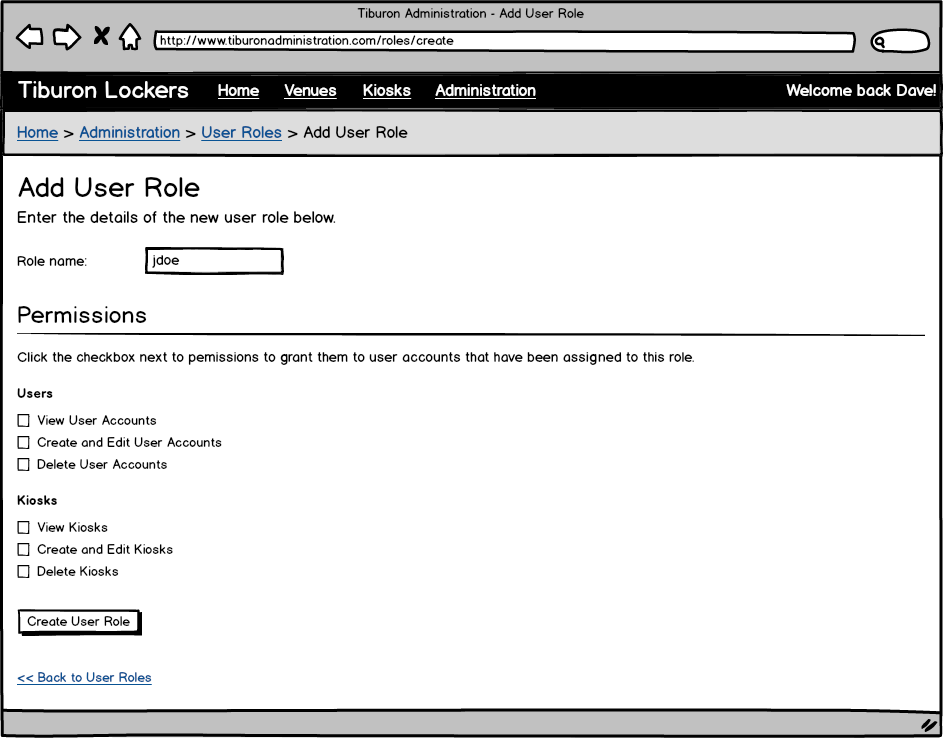 Tiburon Administration - Add User Role
http://www.tiburonadministration.com/roles/create
Tiburon Lockers Home Venues Kiosks Administration Welcome back Dave!
Home > Administration > User Roles > Add User Role
Add User Role
Enter the details of the new user role below.
Role name: jdoe
Permissions
Click the checkbox next to pemissions to grant them to user accounts that have been assigned to this role.
Users
View User Accounts
Create and Edit User Accounts
Delete User Accounts
Kiosks
View Kiosks
Create and Edit Kiosks
Delete Kiosks
Create User Role
<< Back to User Roles